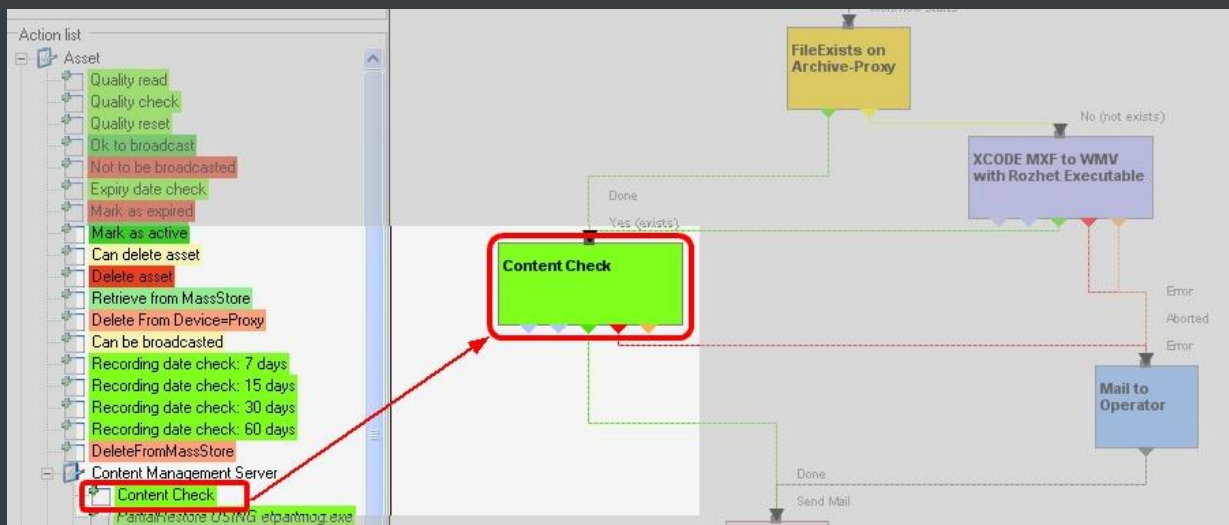 Action list
Asset
Quality read
Quality check
Quality reset
Ok to broadcast
Not to be broadcasted
Expiry date check
Mark as expired
Mark as active
Can delete asset
Delete asset
Retrieve from MassStore
Delete From Device=Proxy
Can be broadcasted
Recording date check: 7 days
Recording date check: 15 days
Recording date check: 30 days
Recording date check: 60 days
DeleteFromMassStore
Content Management Server
Content Check
PartialRestore USING etpartmog.exe
FileExists on
Archive-Proxy
No (not exists)
XCODE MXF to WMV
with Rozhet Executable
Done
Yes (exists)
Content Check
Error
Aborted
Error
Mail to
Operator
Done
Send Mail